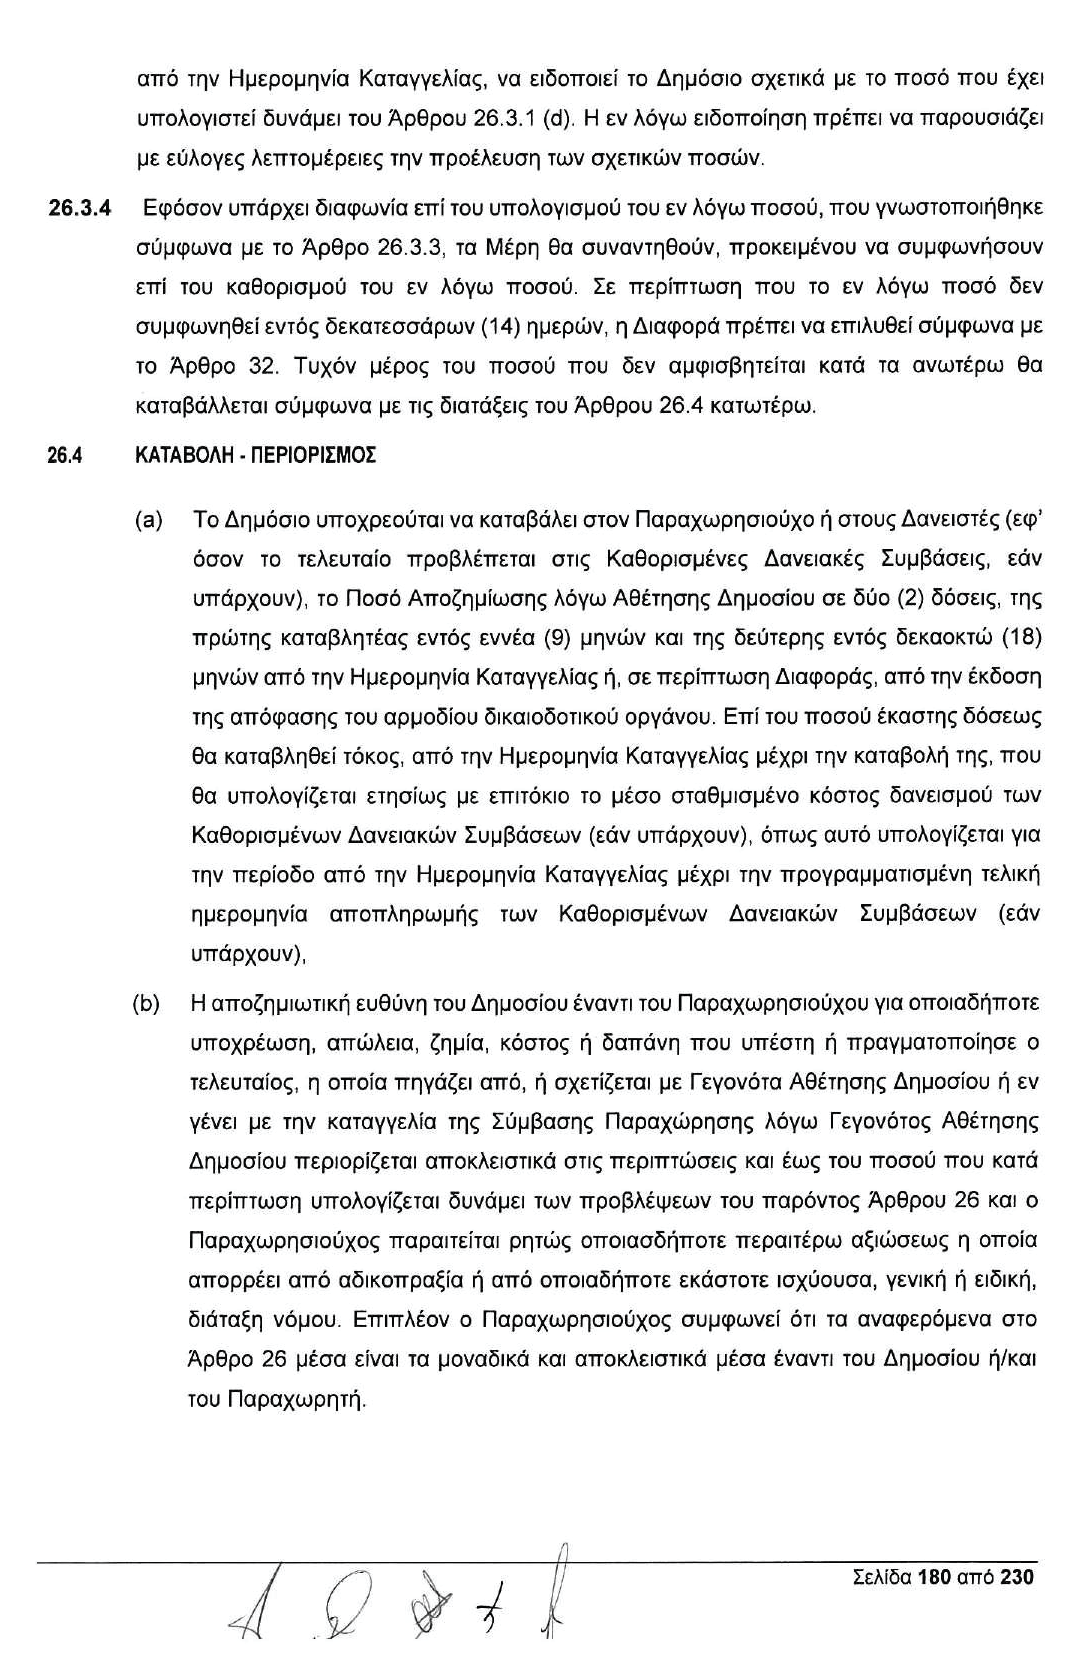 από την Ημερομηνία Καταγγελίας, να ειδοποιεί το Δημόσιο σχετικά με το ποσό που έχει
υπολογιστεί δυνάμει του Άρθρου 26.3.1 (d). Η εν λόγω ειδοποίηση πρέπει να παρουσιάζει
με εύλογες λεπτομέρειες την προέλευση των σχετικών ποσών.
26.3.4 Εφόσον υπάρχει διαφωνία επί του υπολογισμού του εν λόγω ποσού, που γνωστοποιήθηκε
σύμφωνα με το Άρθρο 26.3.3, τα Μέρη θα συναντηθούν, προκειμένου να συμφωνήσουν
επί του καθορισμού του εν λόγω ποσού. Σε περίπτωση που το εν λόγω ποσό δεν
συμφωνηθεί εντός δεκατεσσάρων (14) ημερών, η Διαφορά πρέπει να επιλυθεί σύμφωνα με
το Άρθρο 32. Τυχόν μέρος του ποσού που δεν αμφισβητείται κατά τα ανωτέρω θα
καταβάλλεται σύμφωνα με τις διατάξεις του Άρθρου 26.4 κατωτέρω.
26.4 ΚΑΤΑΒΟΛΗ - ΠΕΡΙΟΡΙΣΜΟΣ
(a) Το Δημόσιο υποχρεούται να καταβάλει στον Παραχωρησιούχο ή στους Δανειστές (εφ’
όσον το τελευταίο προβλέπεται στις Καθορισμένες Δανειακές Συμβάσεις, εάν
υπάρχουν), το Ποσό Αποζημίωσης λόγω Αθέτησης Δημοσίου σε δύο (2) δόσεις, της
πρώτης καταβλητέας εντός εννέα (9) μηνών και της δεύτερης εντός δεκαοκτώ (18)
μηνών από την Ημερομηνία Καταγγελίας ή, σε περίπτωση Διαφοράς, από την έκδοση
της απόφασης του αρμοδίου δικαιοδοτικού οργάνου. Επί του ποσού έκαστης δόσεως
θα καταβληθεί τόκος, από την Ημερομηνία Καταγγελίας μέχρι την καταβολή της, που
θα υπολογίζεται ετησίως με επιτόκιο το μέσο σταθμισμένο κόστος δανεισμού των
Καθορισμένων Δανειακών Συμβάσεων (εάν υπάρχουν), όπως αυτό υπολογίζεται για
την περίοδο από την Ημερομηνία Καταγγελίας μέχρι την προγραμματισμένη τελική
ημερομηνία αποπληρωμής των Καθορισμένων Δανειακών Συμβάσεων (εάν
υπάρχουν),
(b) Η αποζημιωτική ευθύνη του Δημοσίου έναντι του Παραχωρησιούχου για οποιαδήποτε
υποχρέωση, απώλεια, ζημία, κόστος ή δαπάνη που υπέστη ή πραγματοποίησε ο
τελευταίος, η οποία πηγάζει από, ή σχετίζεται με Γεγονότα Αθέτησης Δημοσίου ή εν
γένει με την καταγγελία της Σύμβασης Παραχώρησης λόγω Γεγονότος Αθέτησης
Δημοσίου περιορίζεται αποκλειστικά στις περιπτώσεις και έως του ποσού που κατά
περίπτωση υπολογίζεται δυνάμει των προβλέψεων του παρόντος Άρθρου 26 και ο
Παραχωρησιούχος παραιτείται ρητώς οποιασδήποτε περαιτέρω αξιώσεως η οποία
απορρέει από αδικοπραξία ή από οποιαδήποτε εκάστοτε ισχύουσα, γενική ή ειδική,
διάταξη νόμου. Επιπλέον ο Παραχωρησιούχος συμφωνεί ότι τα αναφερόμενα στο
Άρθρο 26 μέσα είναι τα μοναδικά και αποκλειστικά μέσα έναντι του Δημοσίου ή/και
του Παραχωρητή.
Σελίδα 180 από 230